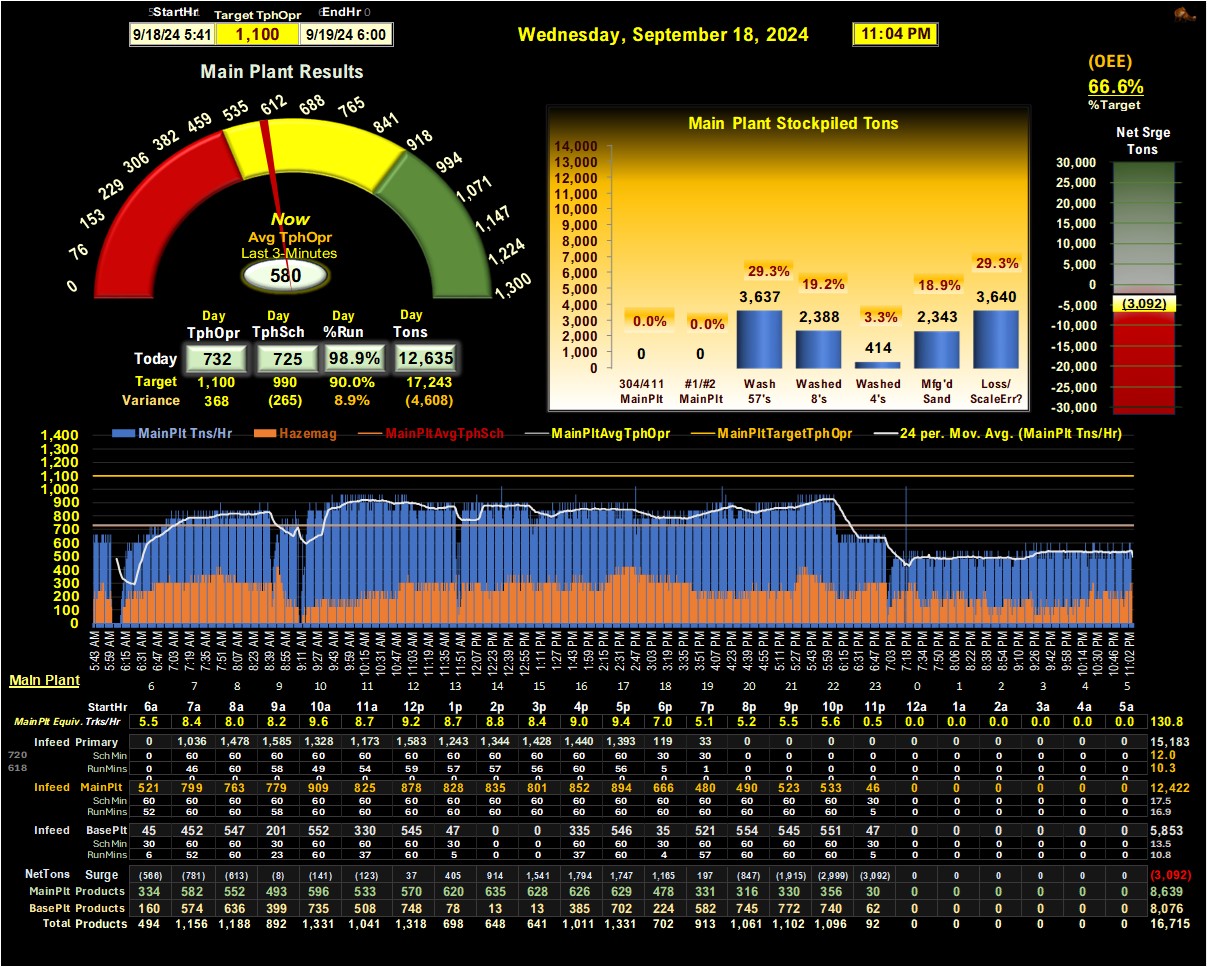 StartHr Target TphOpr EndHr
9/18/24 5:41 1,100 9/19/24 6:00
Wednesday, September 18, 2024
11:04 PM
(OEE)
66.6%
%Target
Main Plant Results
0 76 153 229 306 382 459 535 612 688 765 841 918 994 1,071 1,147 1,224 1,300
Now
Avg TphOpr
Last 3-Minutes
580
Day Day Day Day
TphOpr TphSch %Run Tons
Today 732 725 98.9% 12,635
Target 1,100 990 90.0% 17,243
Variance 368 (265) 8.9% (4,608)
Main Plant Stockpiled Tons
14,000
13,000
12,000
11,000
10,000
9,000
8,000
7,000
6,000
5,000
4,000
3,000
2,000
1,000
0
0.0% 0.0% 29.3% 19.2% 3.3% 18.9% 29.3%
0 0 3,637 2,388 414 2,343 3,640
304/411 #1/#2 Wash Washed Washed Mfg'd Loss/
MainPlt MainPlt 57's 8's 4's Sand ScaleErr?
Net Srge
Tons
30,000
25,000
20,000
15,000
10,000
5,000
0
-5,000
-10,000
-15,000
-20,000
-25,000
-30,000
(3,092)
MainPlt Tns/Hr Hazemag MainPltAvgTphSch MainPltAvgTphOpr MainPltTargetTphOpr 24 per. Mov. Avg. (MainPlt Tns/Hr)
1,400
1,300
1,200
1,100
1,000
900
800
700
600
500
400
300
200
100
0
5:43 AM 5:59 AM 6:15 AM 6:31 AM 6:47 AM 7:03 AM 7:19 AM 7:35 AM 7:51 AM 8:07 AM 8:23 AM 8:39 AM 8:55 AM 9:11 AM 9:27 AM 9:43 AM 9:59 AM 10:15 AM 10:31 AM 10:47 AM 11:03 AM 11:19 AM 11:35 AM 11:51 AM 12:07 PM 12:23 PM 12:39 PM 12:55 PM 1:11 PM 1:27 PM 1:43 PM 1:59 PM 2:15 PM 2:31 PM 2:47 PM 3:03 PM 3:19 PM 3:35 PM 3:51 PM 4:07 PM 4:23 PM 4:39 PM 4:55 PM 5:11 PM 5:27 PM 5:43 PM 5:59 PM 6:15 PM 6:31 PM 6:47 PM 7:03 PM 7:18 PM 7:34 PM 7:50 PM 8:06 PM 8:22 PM 8:38 PM 8:54 PM 9:10 PM 9:26 PM 9:42 PM 9:58 PM 10:14 PM 10:30 PM 10:46 PM 11:02 PM
Main Plant
6 7 8 9 10 11 12 13 14 15 16 17 18 19 20 21 22 23 0 1 2 3 4 5
StartHr 6a 7a 8a 9a 10a 11a 12p 1p 2p 3p 4p 5p 6p 7p 8p 9p 10p 11p 12a 1a 2a 3a 4a 5a
MainPlt Equiv. Trks/Hr 5.5 8.4 8.0 8.2 9.6 8.7 9.2 8.7 8.8 8.4 9.0 9.4 7.0 5.1 5.2 5.5 5.6 0.5 0.0 0.0 0.0 0.0 0.0 0.0 130.8
Infeed Primary 0 1,036 1,478 1,585 1,328 1,173 1,583 1,243 1,344 1,428 1,440 1,393 119 33 0 0 0 0 0 0 0 0 0 0 15,183
720 SchMin 0 60 60 60 60 60 60 60 60 60 60 60 30 30 0 0 0 0 0 0 0 0 0 0 12.0
618 RunMins 0 46 60 58 49 54 59 57 57 56 60 56 5 1 0 0 0 0 0 0 0 0 0 0 10.3
Infeed MainPlt 521 799 763 779 909 825 878 828 835 801 852 894 666 480 490 523 533 46 0 0 0 0 0 0 12,422
SchMin 60 60 60 60 60 60 60 60 60 60 60 60 60 60 60 60 60 30 0 0 0 0 0 0 17.5
RunMins 52 60 60 58 60 60 60 60 60 60 60 60 60 60 60 60 60 5 0 0 0 0 0 0 16.9
Infeed BasePlt 45 452 547 201 552 330 545 47 0 0 335 546 35 521 554 545 551 47 0 0 0 0 0 0 5,853
SchMin 30 60 60 30 60 60 60 30 0 0 60 60 30 60 60 60 60 30 0 0 0 0 0 0 13.5
RunMins 6 52 60 23 60 37 60 5 0 0 37 60 4 57 60 60 60 5 0 0 0 0 0 0 10.8
NetTons Surge (566) (781) (613) (8) (141) (123) 37 405 914 1,541 1,794 1,747 1,165 197 (847) (1,915) (2,999) (3,092) 0 0 0 0 0 0 (3,092)
MainPlt Products 334 582 552 493 596 533 570 620 635 628 626 629 478 331 316 330 356 30 0 0 0 0 0 0 8,639
BasePlt Products 160 574 636 399 735 508 748 78 13 13 385 702 224 582 745 772 740 62 0 0 0 0 0 0 8,076
Total Products 494 1,156 1,188 892 1,331 1,041 1,318 698 648 641 1,011 1,331 702 913 1,061 1,102 1,096 92 0 0 0 0 0 0 16,715